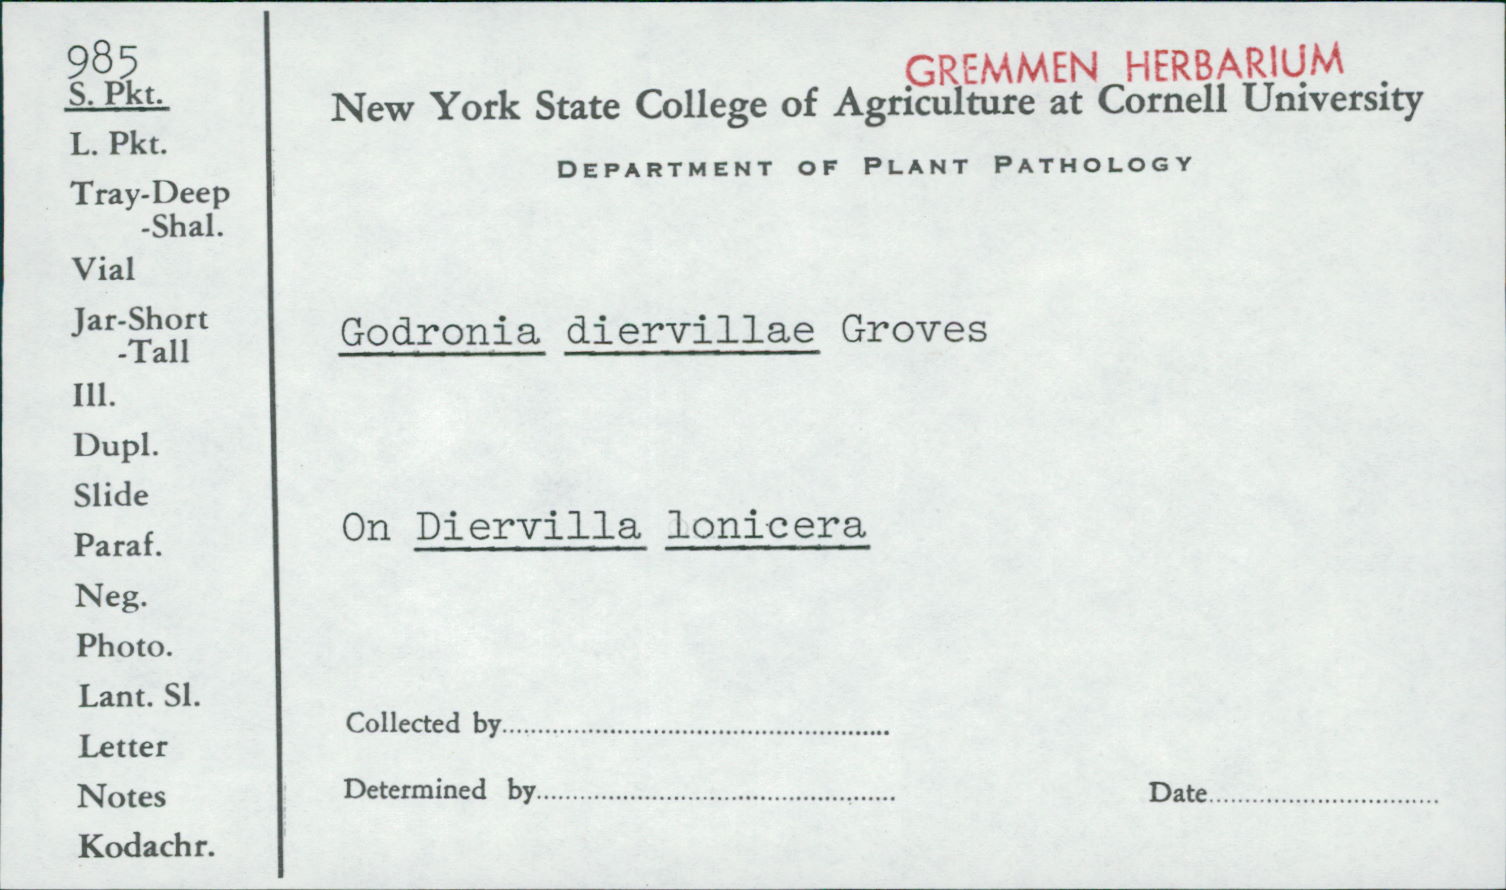 985
S. Pkt.
L. Pkt.
Tray-Deep
-Shal.
Vial
Jar-Short
-Tall
Ill.
Dupl.
Slide
Paraf.
Neg.
Photo.
Lant. Sl.
Letter
Notes
Kodachr.
GREMMEN HERBARIUM
New York State College of Agriculture at Cornell University
DEPARTMENT OF PLANT PATHOLOGY
Godronia diervillae Groves
On Diervilla lonicera
Collected by
Determined by
Date